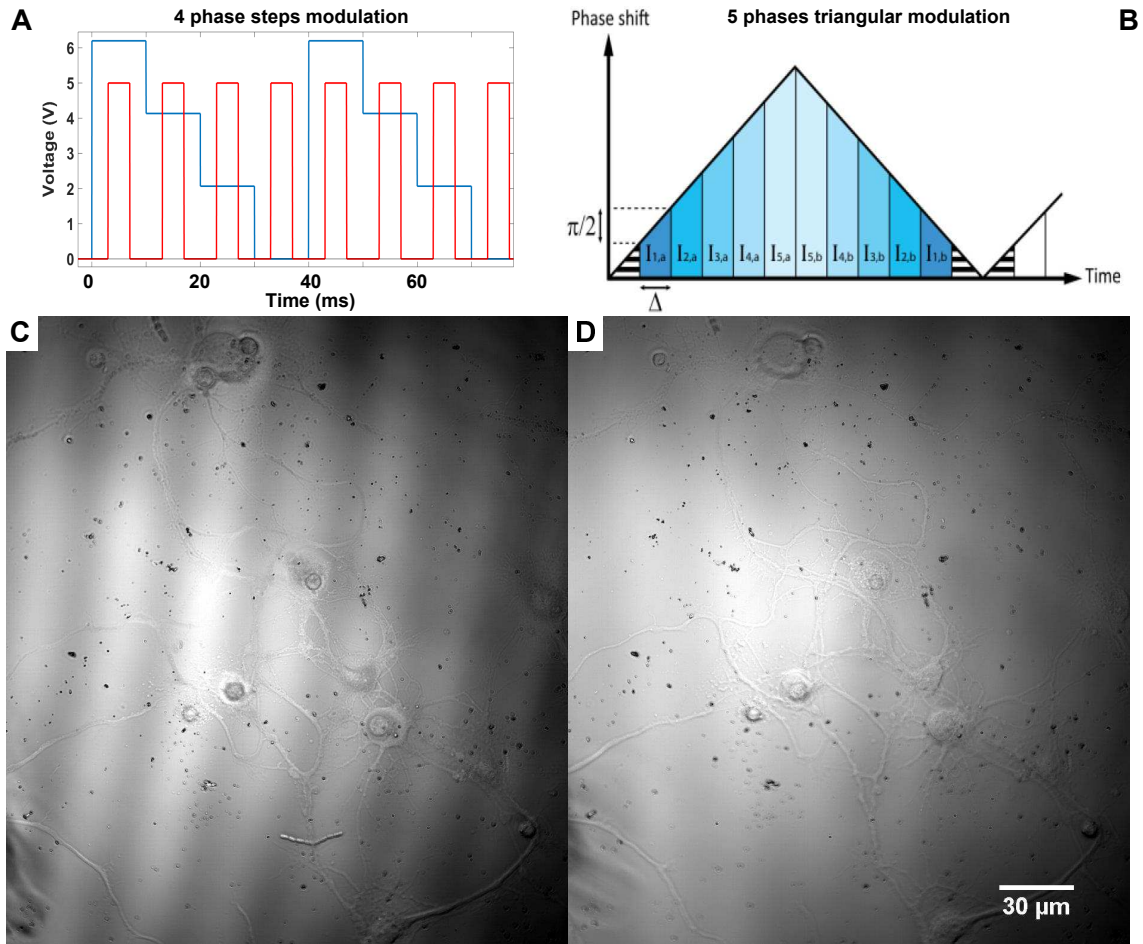 A
4 phase steps modulation
6
5
4
3
2
1
0
Voltage (V)
0
20
40
60
Time (ms)
B
5 phases triangular modulation
Phase shift
π/2
I1,a I2,a I3,a I4,a I5,a I5,b I4,b I3,b I2,b I1,b
Δ
Time
C
D
30 µm